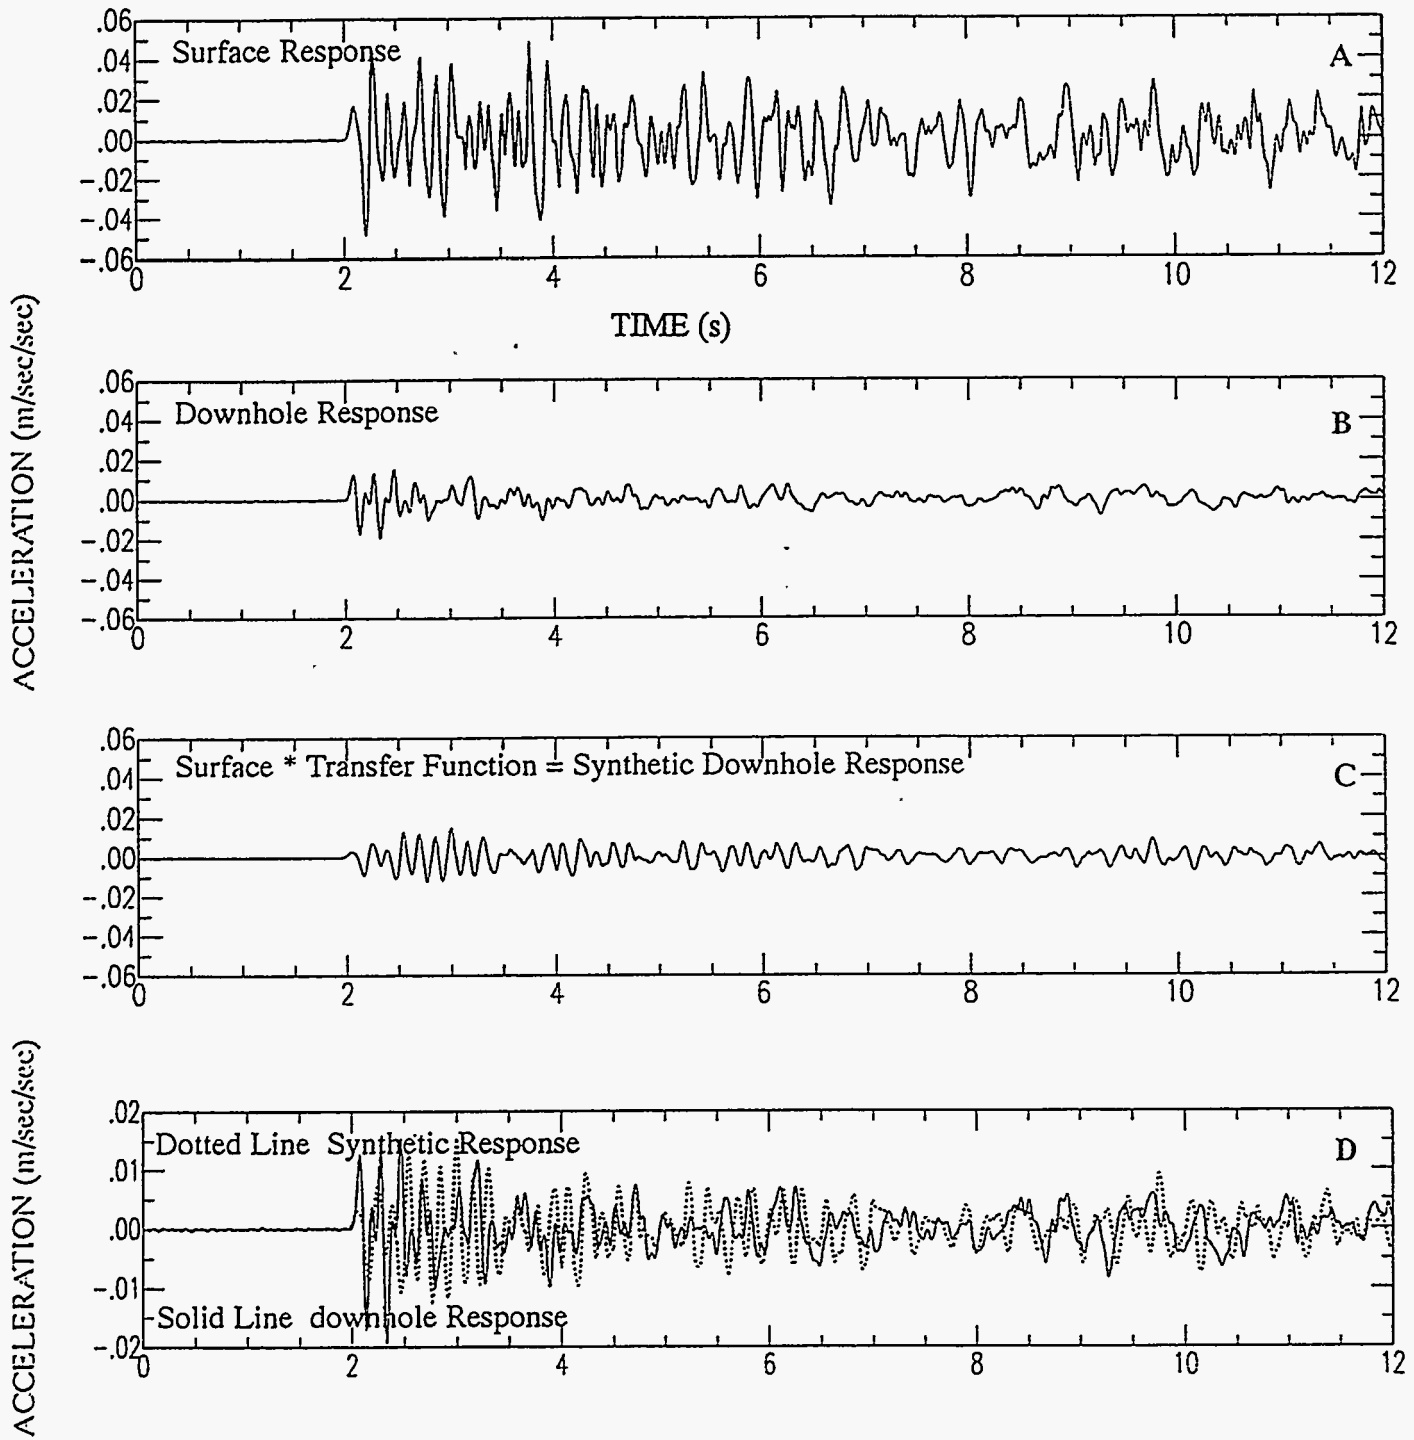 .06
Surface Response
A
.04
.02
.00
-.02
-.04
-.06
0 2 4 6 8 10 12
TIME (s)
ACCELERATION (m/sec/sec)
.06
Downhole Response
B
.04
.02
.00
-.02
-.04
-.06
0 2 4 6 8 10 12
.06
Surface * Transfer Function = Synthetic Downhole Response
C
.04
.02
.00
-.02
-.04
-.06
0 2 4 6 8 10 12
ACCELERATION (m/sec/sec)
.02
Dotted Line Synthetic Response
D
.01
.00
-.01
Solid Line downhole Response
-.02
0 2 4 6 8 10 12